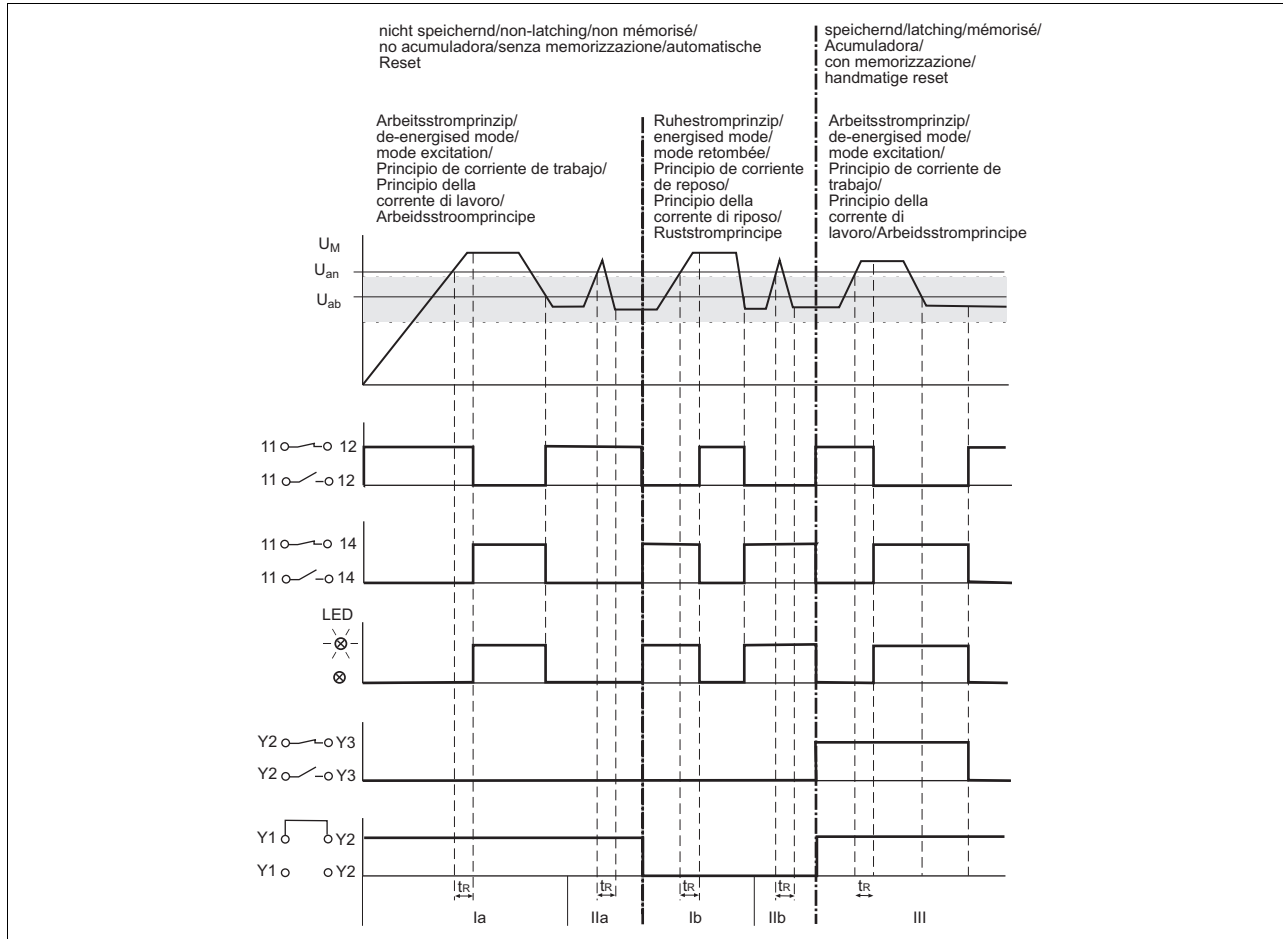 nicht speichernd/non-latching/non mémorisé/
no acumuladora/senza memorizzazione/automatische
Reset
speichernd/latching/mémorisé/
Acumuladora/
con memorizzazione/
handmatige reset
Arbeitsstromprinzip/
de-energised mode/
mode excitation/
Principio de corriente de trabajo/
Principio della
corrente di lavoro/
Arbeidsstroomprincipe
Ruhestromprinzip/
energised mode/
mode retombée/
Principio de corriente
de reposo/
Principio della
corrente di riposo/
Ruststromprincipe
Arbeitsstromprinzip/
de-energised mode/
mode excitation/
Principio de corriente de
trabajo/
Principio della
corrente di
lavoro/Arbeidsstromprincipe
UM
Uan
Uab
11 12
11 12
11 14
11 14
LED
Y2 Y3
Y2 Y3
Y1 Y2
Y1 Y2
tR tR tR tR tR
Ia IIa Ib IIb III